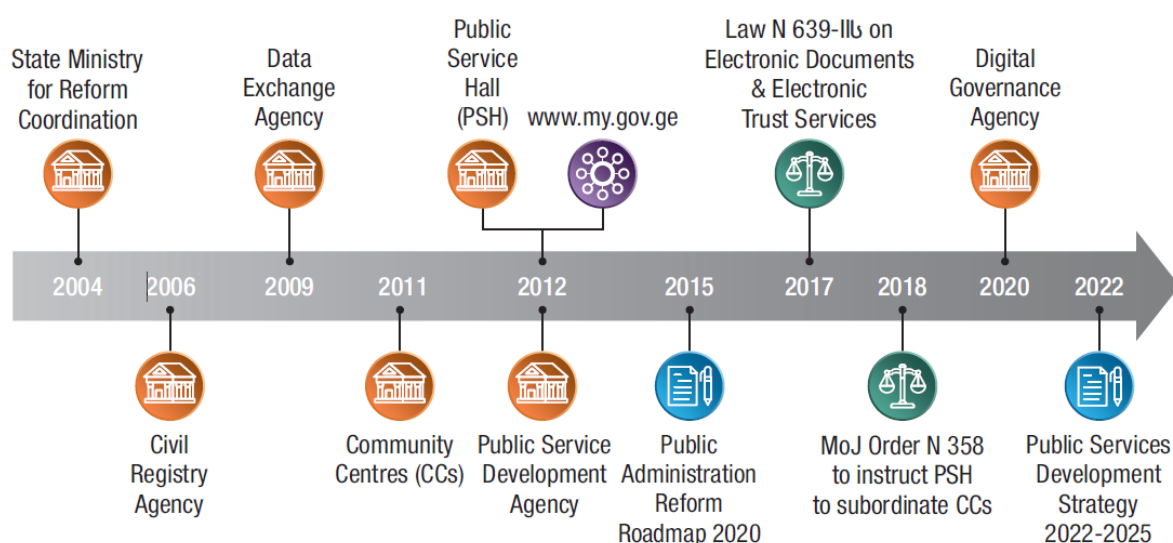 State Ministry
for Reform
Coordination
Data
Exchange
Agency
Public
Service
Hall
(PSH)
www.my.gov.ge
Law N 639-IIს on
Electronic Documents
& Electronic
Trust Services
Digital
Governance
Agency
2004
2006
2009
2011
2012
2015
2017
2018
2020
2022
Civil
Registry
Agency
Community
Centres (CCs)
Public Service
Development
Agency
Public
Administration
Reform
Roadmap 2020
MoJ Order N 358
to instruct PSH
to subordinate CCs
Public Services
Development
Strategy
2022-2025